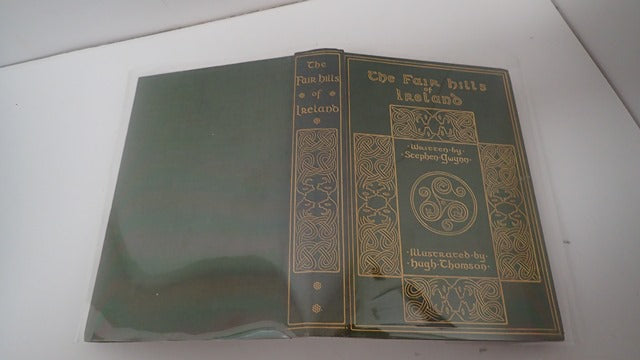 The
Fair hills
of
Ireland
The Fair hills
of
Ireland
·Written·by·
·Stephen·Gwynn·
·Illustrated·by·
·Hugh·Thomson·